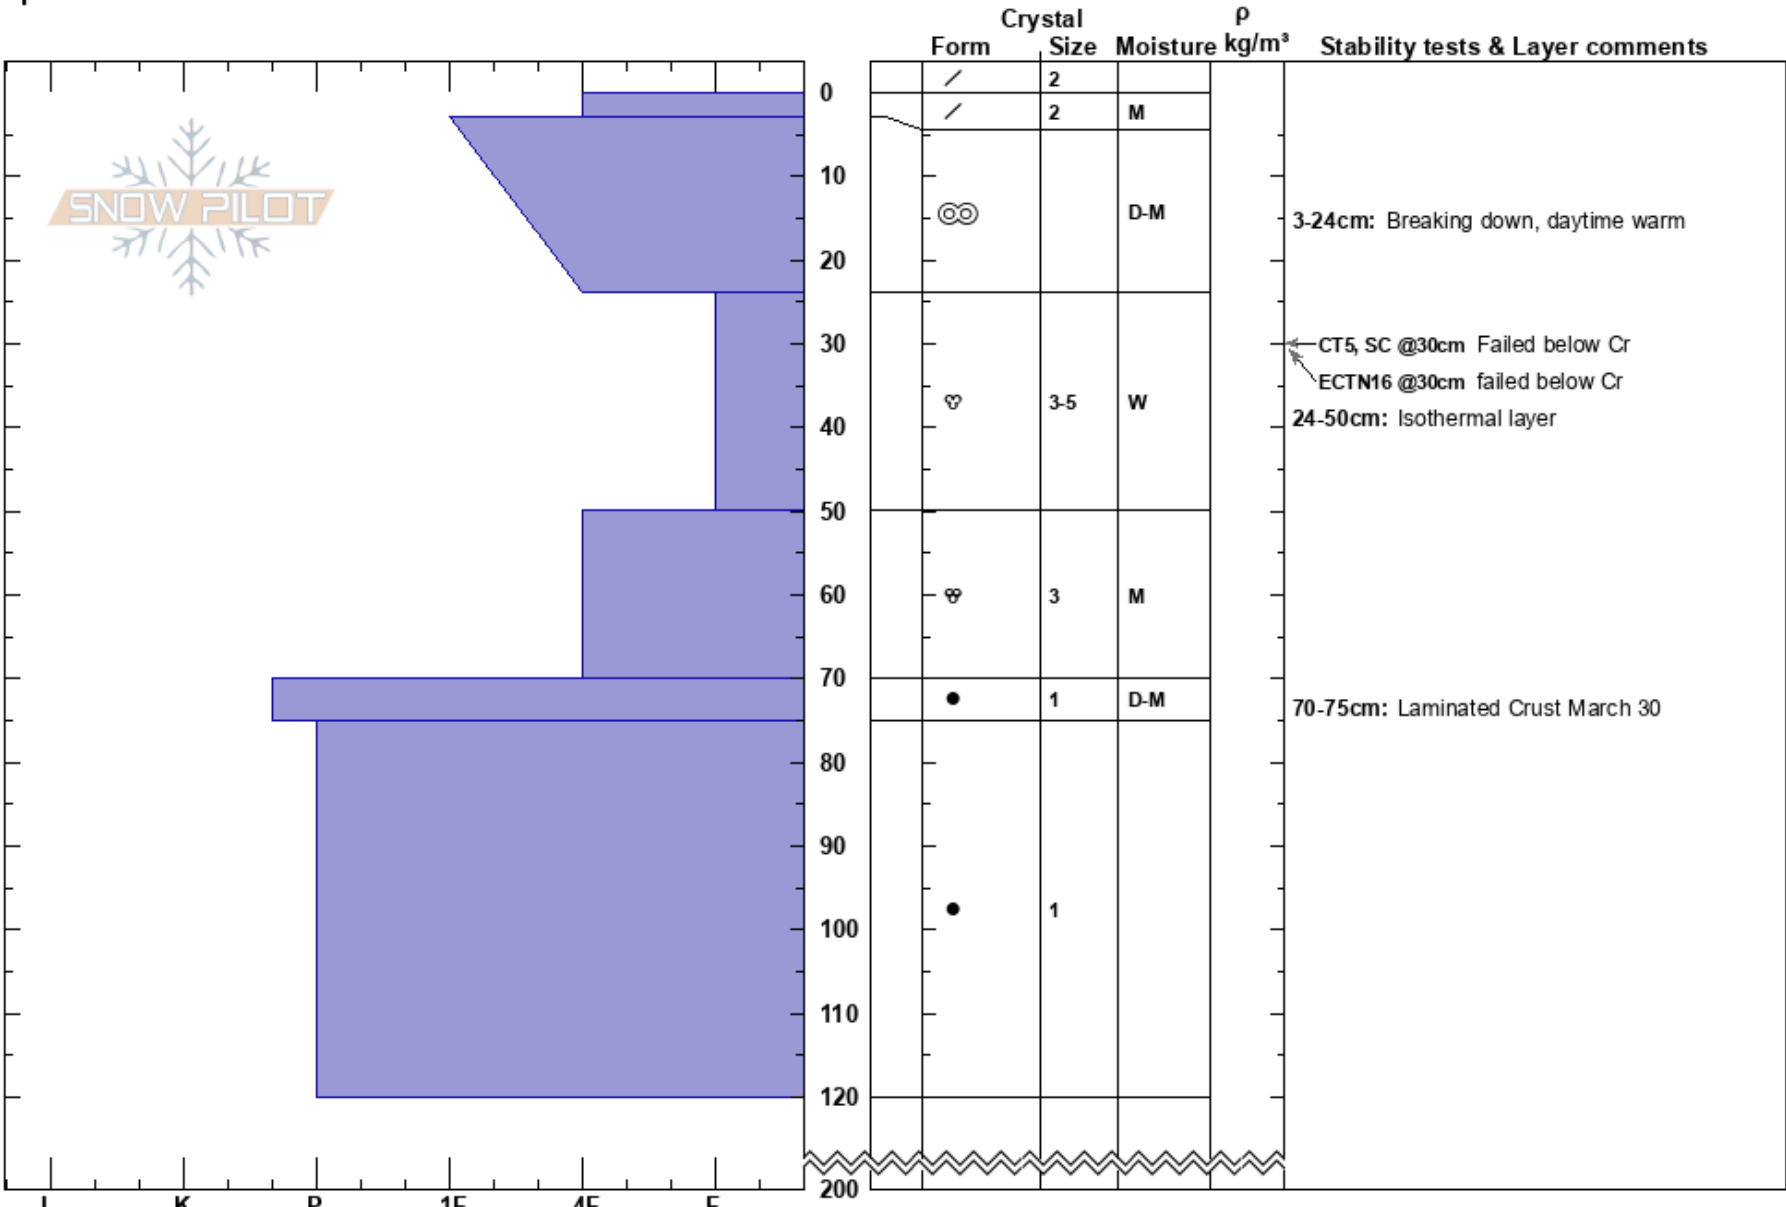 Crystal ρ
Form Size Moisture kg/m³ Stability tests & Layer comments
2
0
2 M
SNOW PILOT
10
D-M
3-24cm: Breaking down, daytime warm
20
30
CT5, SC @30cm Failed below Cr
ECTN16 @30cm failed below Cr
3-5 W
24-50cm: Isothermal layer
40
50
60
3 M
70
1 D-M
70-75cm: Laminated Crust March 30
80
90
1
100
110
120
200
I K P 1F 4F F